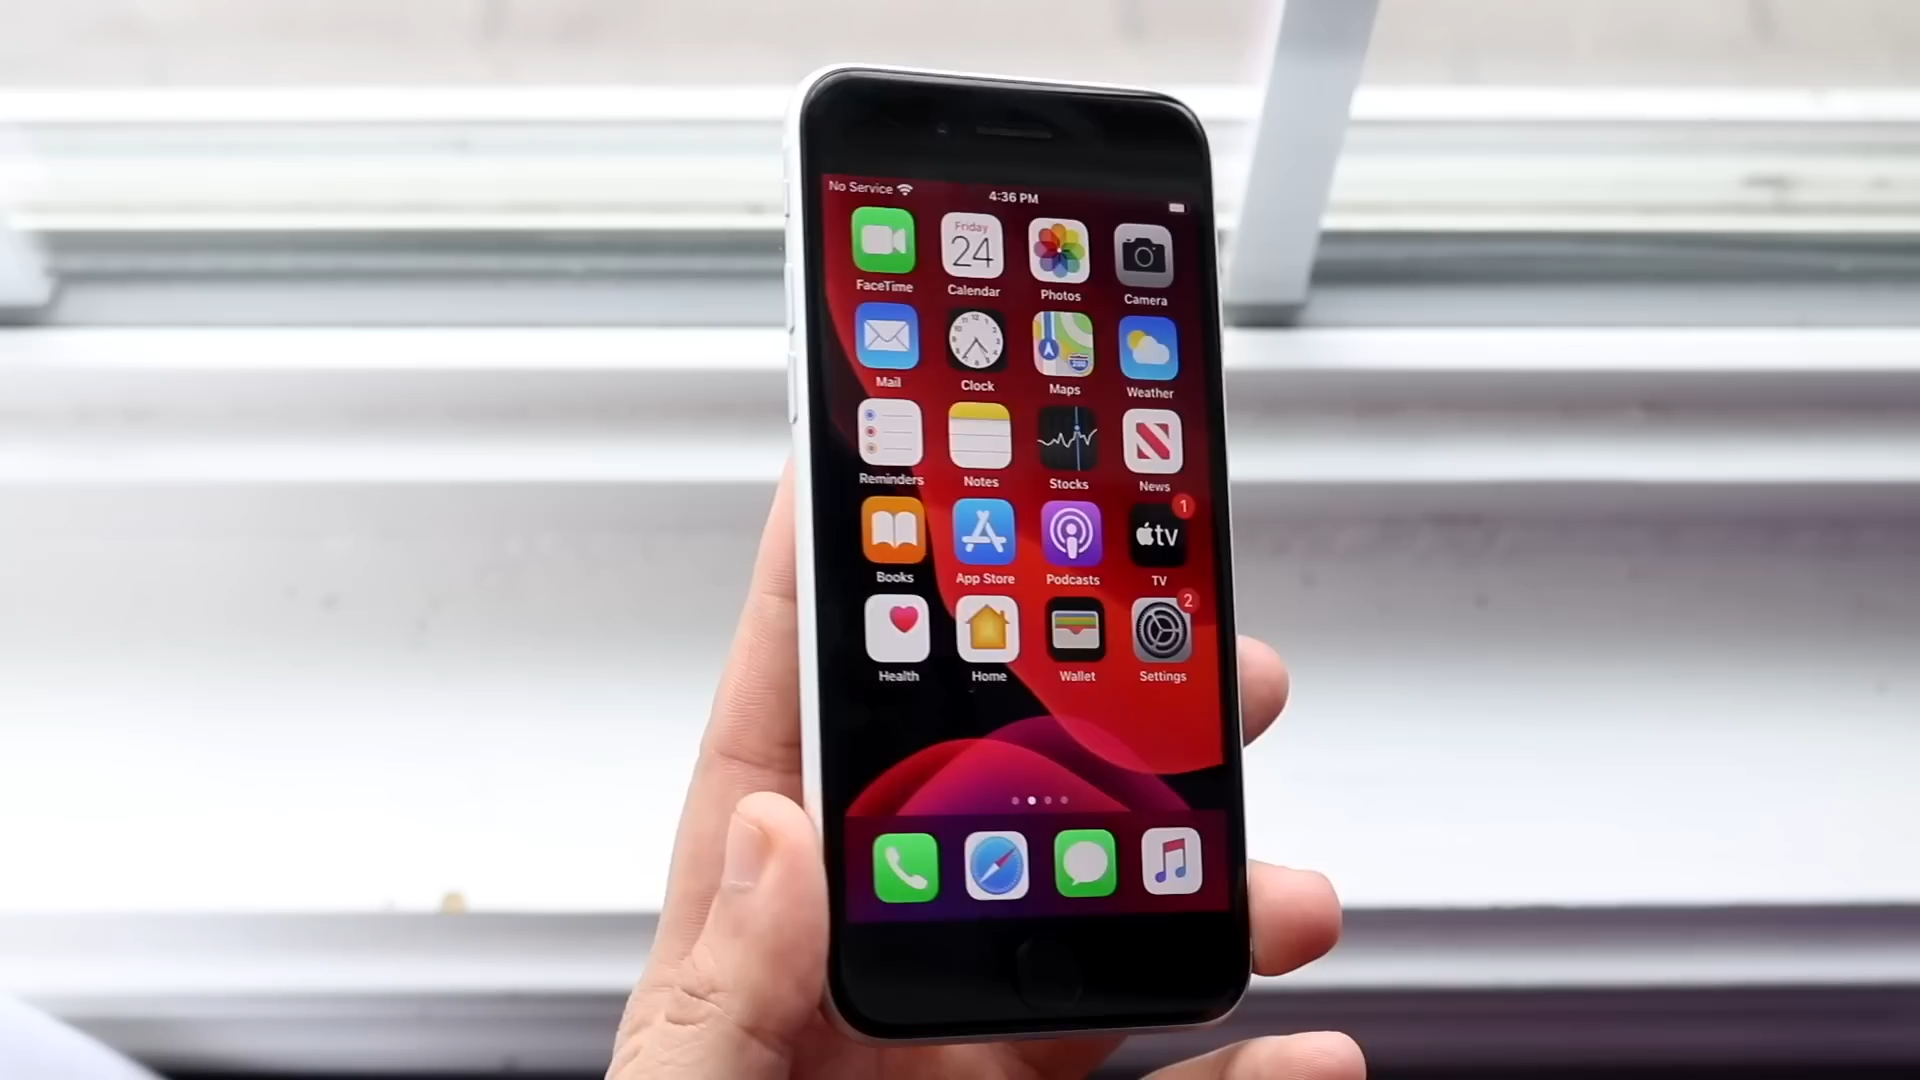 No Service
4:36 PM
Friday
24
FaceTime
Calendar
Photos
Camera
Mail
Clock
Maps
Weather
Reminders
Notes
Stocks
News
1
tv
Books
App Store
Podcasts
TV
2
Health
Home
Wallet
Settings